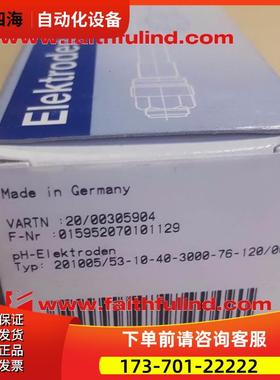 四海 自动化设备
Elektroden
www.faithfulind.com
Made in Germany
VARTN :20/00305904
F-Nr :015952070101129
pH-Elektroden
Typ: 201005/53-10-40-3000-76-120/0
www.faithfulind.com
下单前请咨询客服
173-701-22222